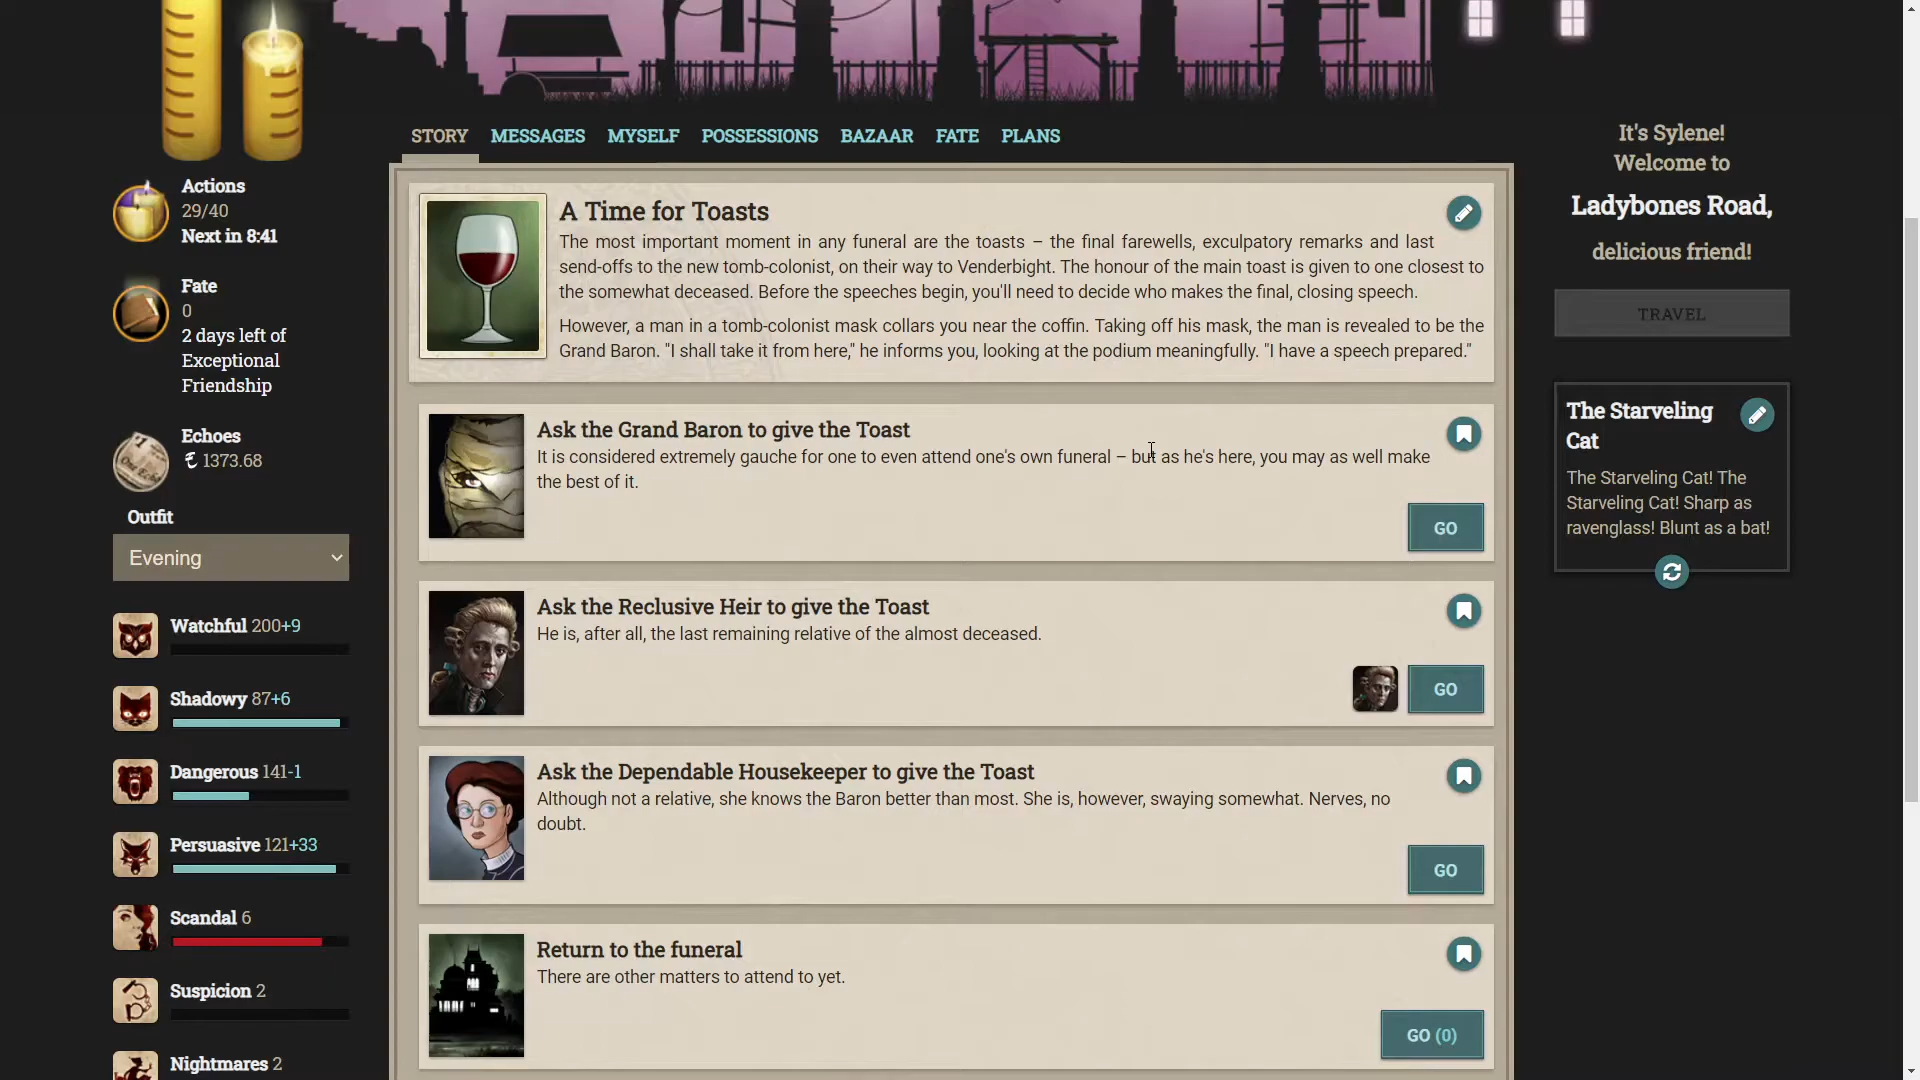 STORY MESSAGES MYSELF POSSESSIONS BAZAAR FATE PLANS
Actions
29/40
Next in 8:41
Fate
0
2 days left of
Exceptional
Friendship
Echoes
1373.68
Outfit
Evening
Watchful 200+9
Shadowy 87+6
Dangerous 141-1
Persuasive 121+33
Scandal 6
Suspicion 2
Nightmares 2
A Time for Toasts
The most important moment in any funeral are the toasts – the final farewells, exculpatory remarks and last
send-offs to the new tomb-colonist, on their way to Venderbight. The honour of the main toast is given to one closest to
the somewhat deceased. Before the speeches begin, you'll need to decide who makes the final, closing speech.
However, a man in a tomb-colonist mask collars you near the coffin. Taking off his mask, the man is revealed to be the
Grand Baron. "I shall take it from here," he informs you, looking at the podium meaningfully. "I have a speech prepared."
Ask the Grand Baron to give the Toast
It is considered extremely gauche for one to even attend one's own funeral – but as he's here, you may as well make
the best of it.
GO
Ask the Reclusive Heir to give the Toast
He is, after all, the last remaining relative of the almost deceased.
GO
Ask the Dependable Housekeeper to give the Toast
Although not a relative, she knows the Baron better than most. She is, however, swaying somewhat. Nerves, no
doubt.
GO
Return to the funeral
There are other matters to attend to yet.
GO (0)
It's Sylene!
Welcome to
Ladybones Road,
delicious friend!
TRAVEL
The Starveling
Cat
The Starveling Cat! The
Starveling Cat! Sharp as
ravenglass! Blunt as a bat!